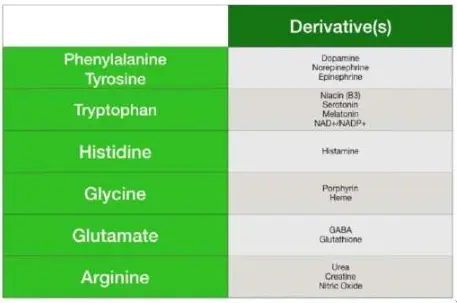 Derivative(s)
Phenylalanine
Tyrosine
Dopamine
Norepinephrine
Epinephrine
Tryptophan
Niacin (B3)
Serotonin
Melatonin
NAD+/NADP+
Histidine
Histamine
Glycine
Porphyrin
Heme
Glutamate
GABA
Glutathione
Arginine
Urea
Creatine
Nitric Oxide